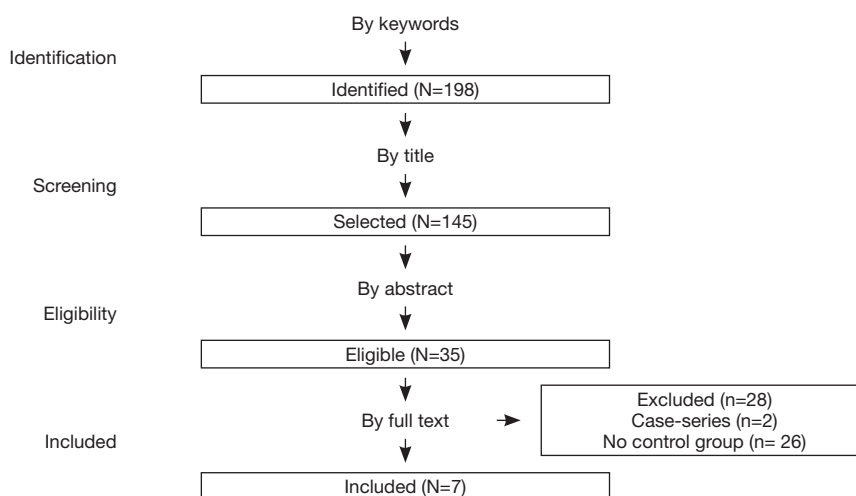 By keywords
Identification
Identified (N=198)
By title
Screening
Selected (N=145)
By abstract
Eligibility
Eligible (N=35)
Excluded (n=28)
Case-series (n=2)
No control group (n= 26)
By full text
Included
Included (N=7)